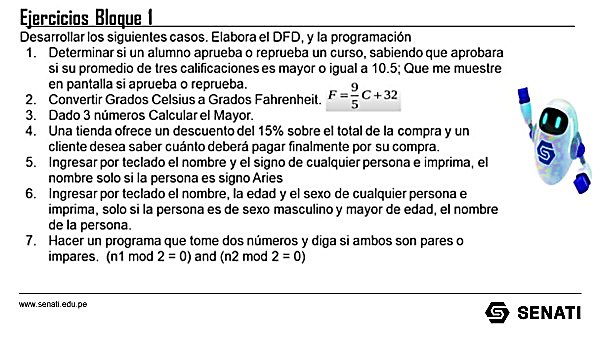 Ejercicios Bloque 1
Desarrollar los siguientes casos. Elabora el DFD, y la programación
1. Determinar si un alumno aprueba o reprueba un curso, sabiendo que aprobara
si su promedio de tres calificaciones es mayor o igual a 10.5; Que me muestre
en pantalla si aprueba o reprueba.
2. Convertir Grados Celsius a Grados Fahrenheit. F = 9/5 C + 32
3. Dado 3 números Calcular el Mayor.
4. Una tienda ofrece un descuento del 15% sobre el total de la compra y un
cliente desea saber cuánto deberá pagar finalmente por su compra.
5. Ingresar por teclado el nombre y el signo de cualquier persona e imprima, el
nombre solo si la persona es signo Aries
6. Ingresar por teclado el nombre, la edad y el sexo de cualquier persona e
imprima, solo si la persona es de sexo masculino y mayor de edad, el nombre
de la persona.
7. Hacer un programa que tome dos números y diga si ambos son pares o
impares. (n1 mod 2 = 0) and (n2 mod 2 = 0)
www.senati.edu.pe
SENATI